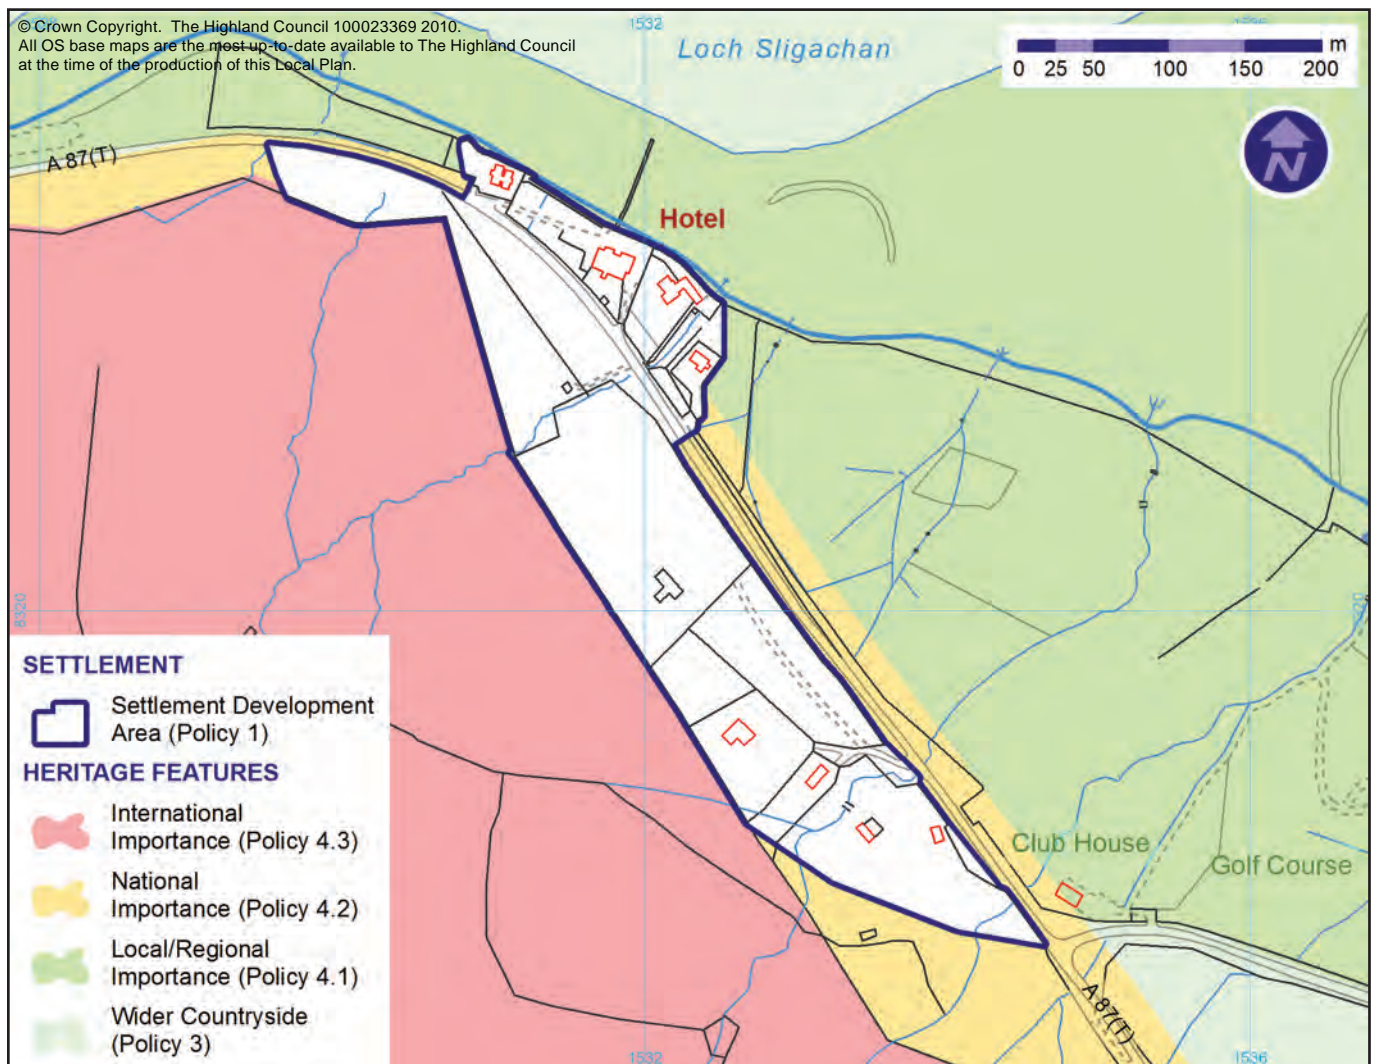 © Crown Copyright. The Highland Council 100023369 2010.
All OS base maps are the most up-to-date available to The Highland Council
at the time of the production of this Local Plan.
1532
1536
Loch Sligachan
m
0 25 50 100 150 200
N
A 87(T)
Hotel
8320
SETTLEMENT
Settlement Development
Area (Policy 1)
HERITAGE FEATURES
International
Importance (Policy 4.3)
National
Importance (Policy 4.2)
Local/Regional
Importance (Policy 4.1)
Wider Countryside
(Policy 3)
Club House
Golf Course
A 87(T)
1532
1536